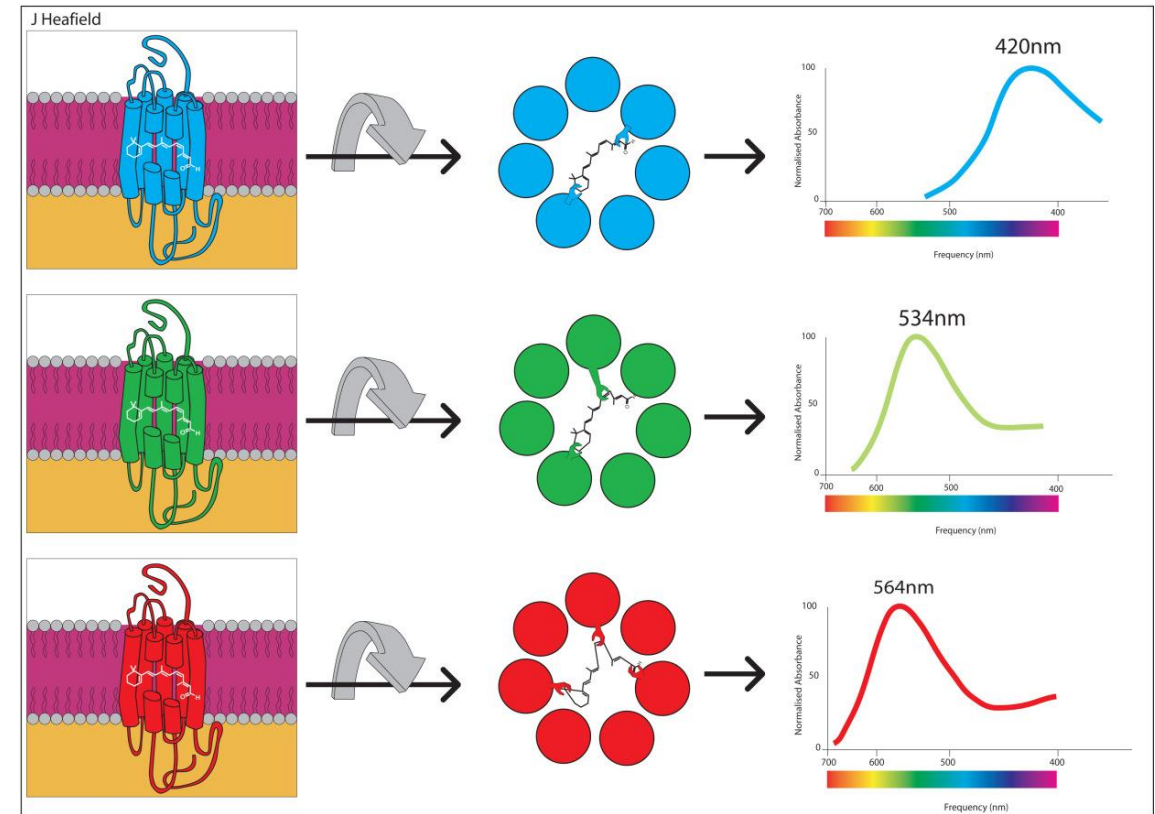 J Heafield
420nm
100
50
0
Normalised Absorbance
700 600 500 400
Frequency (nm)
O H
534nm
100
50
0
Normalised Absorbance
700 600 500 400
Frequency (nm)
O H
564nm
100
50
0
Normalised Absorbance
700 600 500 400
Frequency (nm)
O H